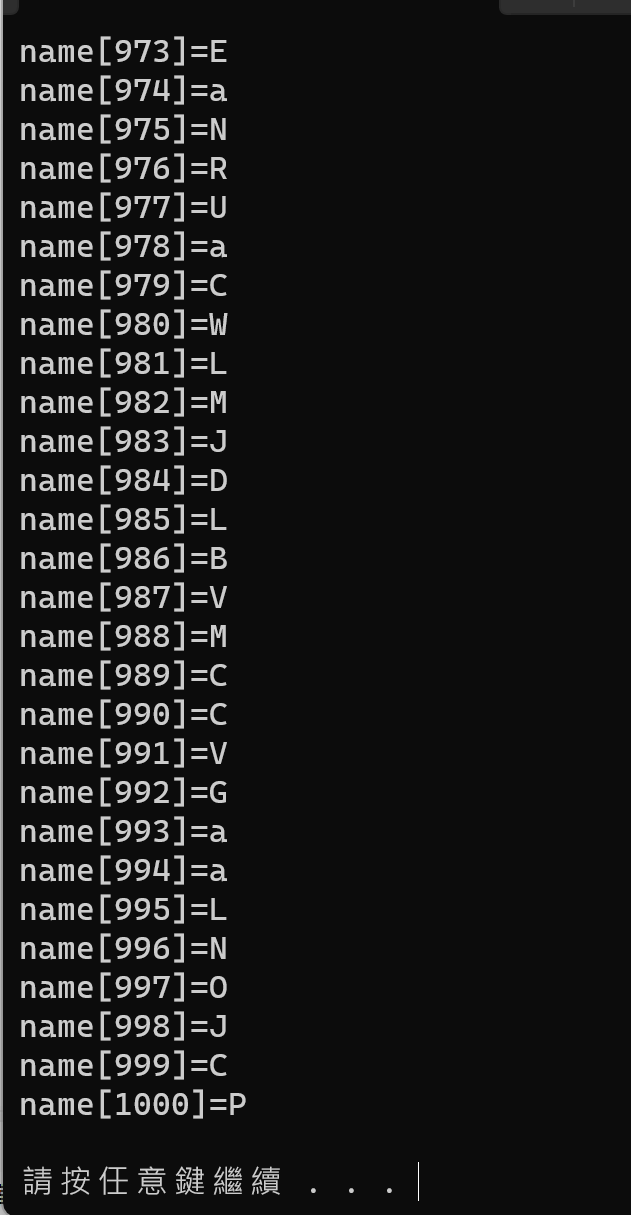 name[973]=E
name[974]=a
name[975]=N
name[976]=R
name[977]=U
name[978]=a
name[979]=C
name[980]=W
name[981]=L
name[982]=M
name[983]=J
name[984]=D
name[985]=L
name[986]=B
name[987]=V
name[988]=M
name[989]=C
name[990]=C
name[991]=V
name[992]=G
name[993]=a
name[994]=a
name[995]=L
name[996]=N
name[997]=O
name[998]=J
name[999]=C
name[1000]=P
請按任意鍵繼續 . . .